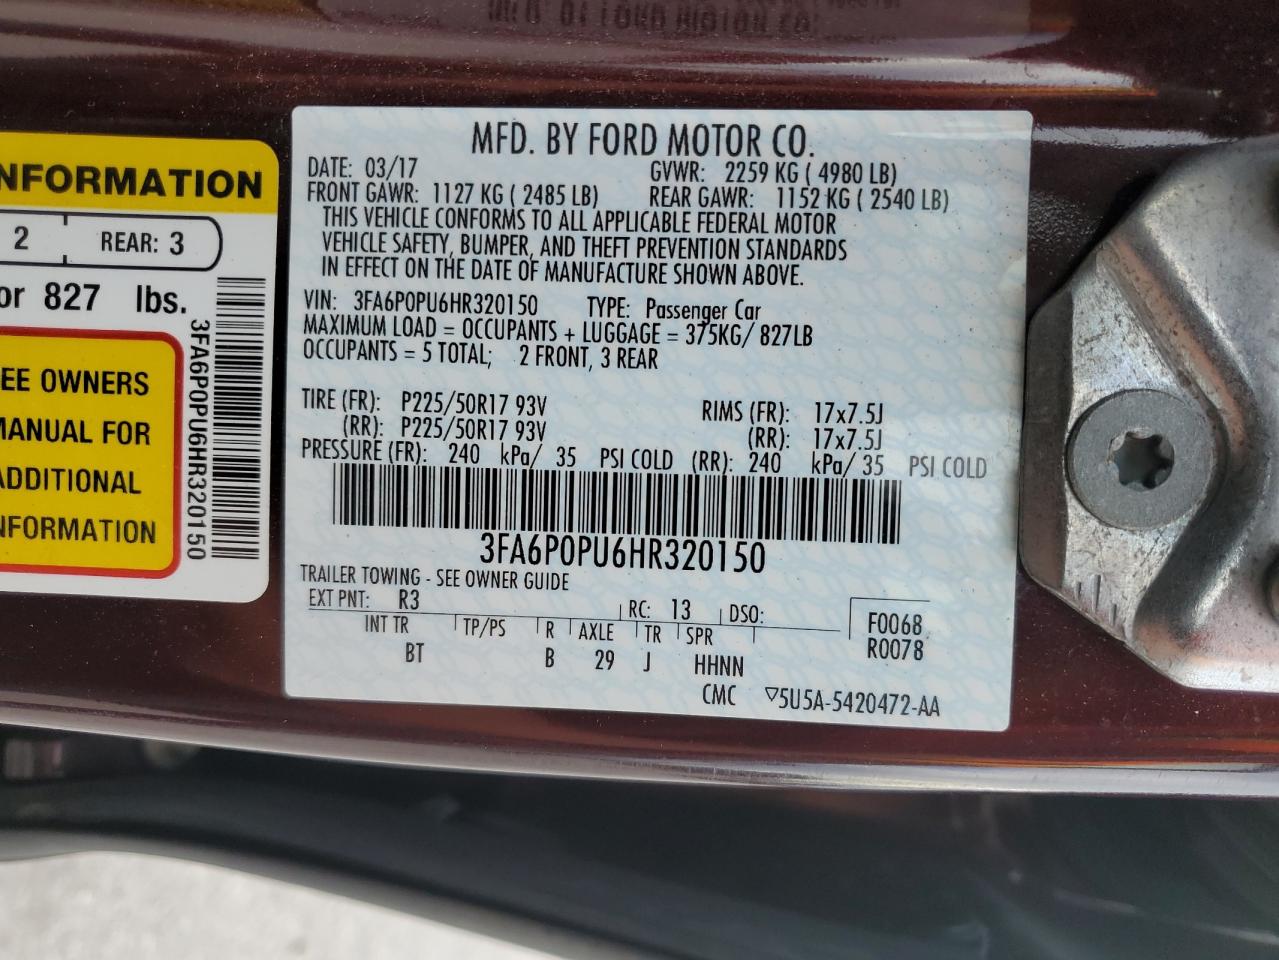 MFD. BY FORD MOTOR CO.
DATE: 03/17 GVWR: 2259 KG ( 4980 LB)
FRONT GAWR: 1127 KG ( 2485 LB) REAR GAWR: 1152 KG ( 2540 LB)
THIS VEHICLE CONFORMS TO ALL APPLICABLE FEDERAL MOTOR
VEHICLE SAFETY, BUMPER, AND THEFT PREVENTION STANDARDS
IN EFFECT ON THE DATE OF MANUFACTURE SHOWN ABOVE.
VIN: 3FA6P0PU6HR320150 TYPE: Passenger Car
MAXIMUM LOAD = OCCUPANTS + LUGGAGE = 375KG/ 827LB
OCCUPANTS = 5 TOTAL; 2 FRONT, 3 REAR
TIRE (FR): P225/50R17 93V RIMS (FR): 17x7.5J
(RR): P225/50R17 93V (RR): 17x7.5J
PRESSURE (FR): 240 kPa/ 35 PSI COLD (RR): 240 kPa/ 35 PSI COLD
3FA6P0PU6HR320150
TRAILER TOWING - SEE OWNER GUIDE
EXT PNT: R3 RC: 13 DSO: F0068
INT TR TP/PS R AXLE TR SPR R0078
BT B 29 J HHNN
CMC ▽5U5A-5420472-AA
NFORMATION
2 REAR: 3
or 827 lbs.
EE OWNERS
MANUAL FOR
ADDITIONAL
NFORMATION
3FA6P0PU6HR320150